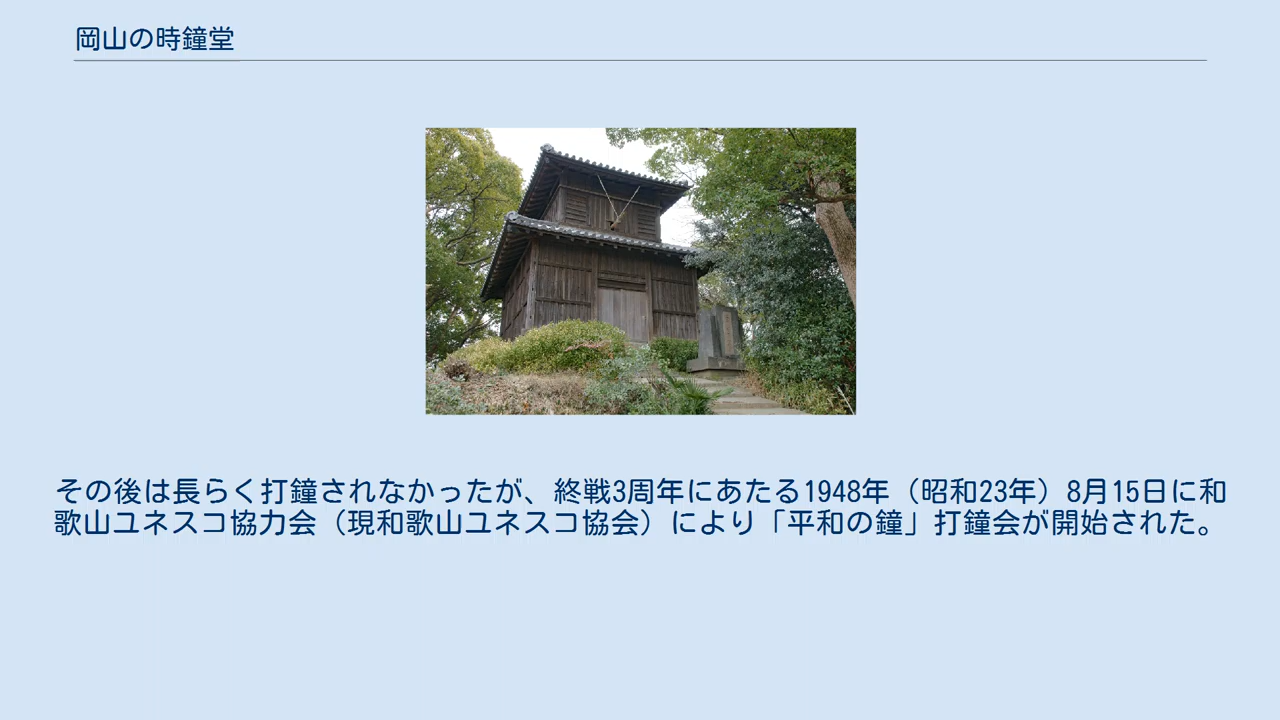 岡山の時鐘堂
その後は長らく打鐘されなかったが、終戦3周年にあたる1948年（昭和23年）8月15日に和
歌山ユネスコ協力会（現和歌山ユネスコ協会）により「平和の鐘」打鐘会が開始された。